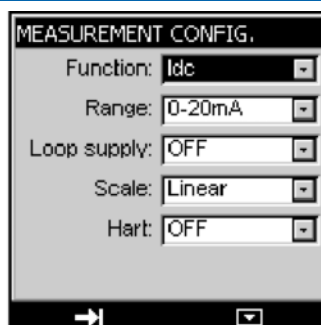 MEASUREMENT CONFIG.
Function: Idc
Range: 0-20mA
Loop supply: OFF
Scale: Linear
Hart: OFF